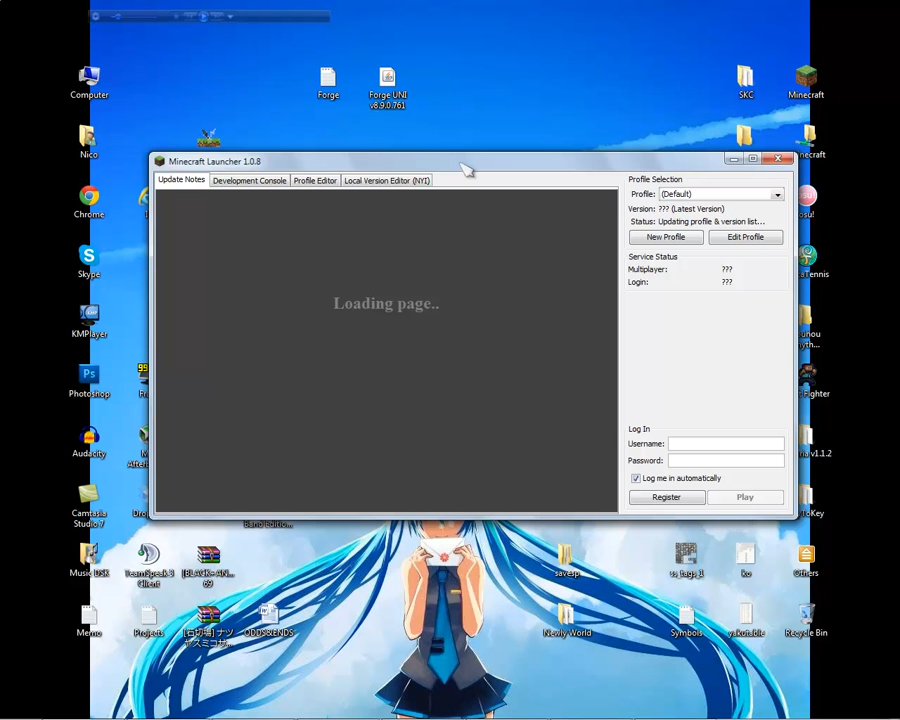 Computer
Forge
Forge UNI
v8.9.0.761
SKC
Minecraft
Nico
Minecraft Launcher 1.0.8
Update Notes
Development Console
Profile Editor
Local Version Editor (NYI)
Loading page..
Profile Selection
Profile: (Default)
Version: ??? (Latest Version)
Status: Updating profile & version list...
New Profile
Edit Profile
Service Status
Multiplayer: ???
Login: ???
Log In
Username:
Password:
Log me in automatically
Register
Play
Chrome
Skype
KMPlayer
Photoshop
Audacity
Camtasia
Studio 7
Music DSK
TeamSpeak 3
Client
69
savesp
ss_tags_1
ko
Others
Memo
Projects
ODDS&ENDS
Newly World
Symbols
Recycle Bin